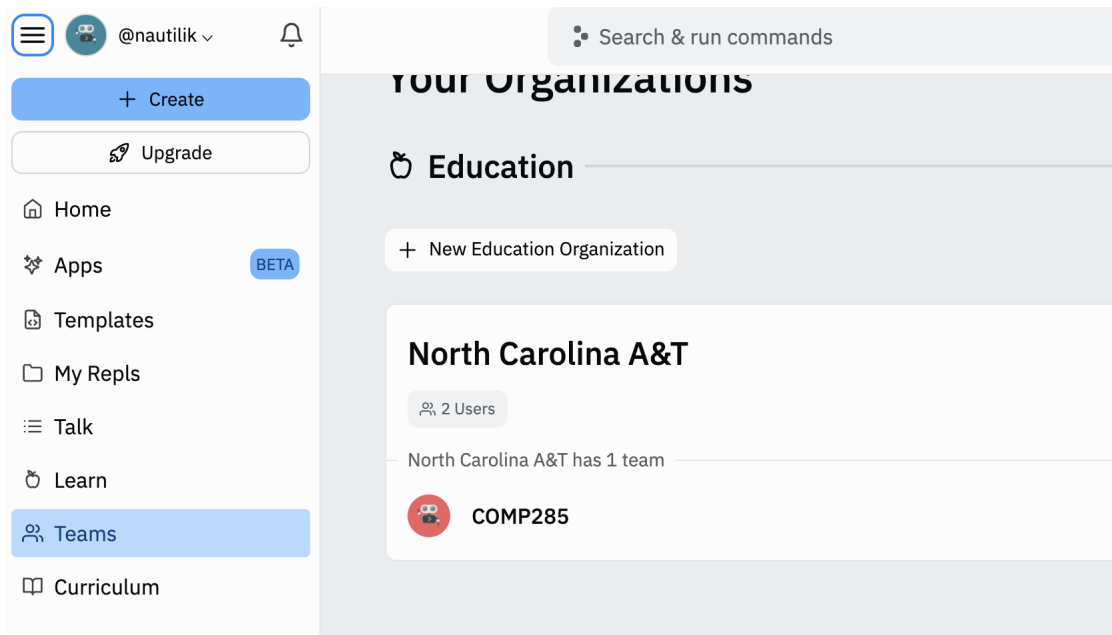 @nautilik
Search & run commands
Create
Your Organizations
Upgrade
Education
Home
New Education Organization
Apps
BETA
Templates
North Carolina A&T
My Repls
2 Users
Talk
North Carolina A&T has 1 team
Learn
COMP285
Teams
Curriculum